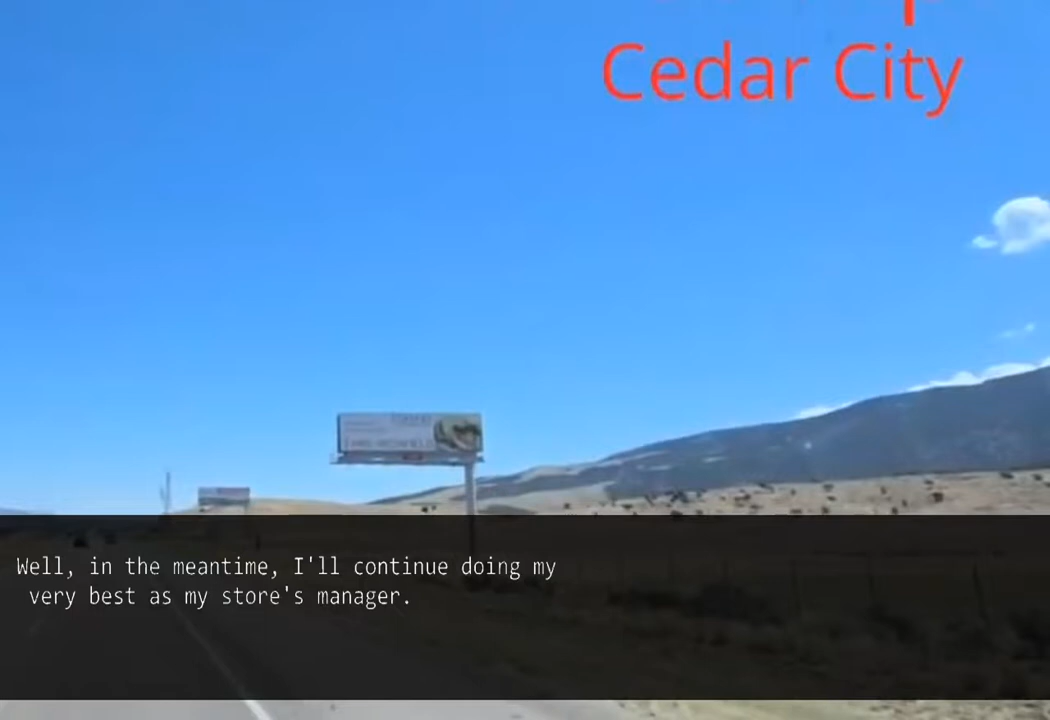 Cedar City
Well, in the meantime, I'll continue doing my
very best as my store's manager.